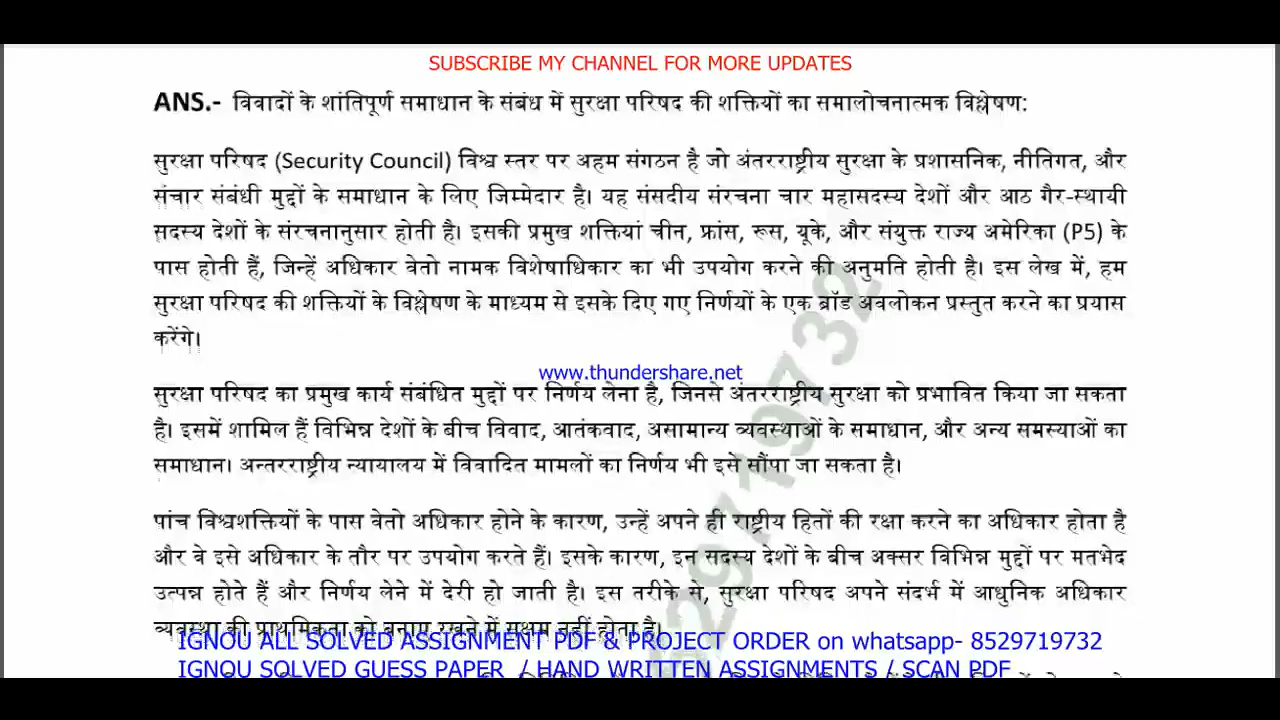 SUBSCRIBE MY CHANNEL FOR MORE UPDATES
ANS.- विवादों के शांतिपूर्ण समाधान के संबंध में सुरक्षा परिषद की शक्तियों का समालोचनात्मक विश्लेषण:
सुरक्षा परिषद (Security Council) विश्व स्तर पर अहम संगठन है जो अंतरराष्ट्रीय सुरक्षा के प्रशासनिक, नीतिगत, और
संचार संबंधी मुद्दों के समाधान के लिए जिम्मेदार है। यह संसदीय संरचना चार महासदस्य देशों और आठ गैर-स्थायी
सदस्य देशों के संरचनानुसार होती है। इसकी प्रमुख शक्तियां चीन, फ्रांस, रूस, यूके, और संयुक्त राज्य अमेरिका (P5) के
पास होती हैं, जिन्हें अधिकार वेतो नामक विशेषाधिकार का भी उपयोग करने की अनुमति होती है। इस लेख में, हम
सुरक्षा परिषद की शक्तियों के विश्लेषण के माध्यम से इसके दिए गए निर्णयों के एक ब्रॉड अवलोकन प्रस्तुत करने का प्रयास
करेंगे।
www.thundershare.net
सुरक्षा परिषद का प्रमुख कार्य संबंधित मुद्दों पर निर्णय लेना है, जिनसे अंतरराष्ट्रीय सुरक्षा को प्रभावित किया जा सकता
है। इसमें शामिल हैं विभिन्न देशों के बीच विवाद, आतंकवाद, असामान्य व्यवस्थाओं के समाधान, और अन्य समस्याओं का
समाधान। अन्तरराष्ट्रीय न्यायालय में विवादित मामलों का निर्णय भी इसे सौंपा जा सकता है।
पांच विश्वशक्तियों के पास वेतो अधिकार होने के कारण, उन्हें अपने ही राष्ट्रीय हितों की रक्षा करने का अधिकार होता है
और वे इसे अधिकार के तौर पर उपयोग करते हैं। इसके कारण, इन सदस्य देशों के बीच अक्सर विभिन्न मुद्दों पर मतभेद
उत्पन्न होते हैं और निर्णय लेने में देरी हो जाती है। इस तरीके से, सुरक्षा परिषद अपने संदर्भ में आधुनिक अधिकार
व्यवस्था की प्राथमिकता को बनाए रखने में सक्षम नहीं होता है।
IGNOU ALL SOLVED ASSIGNMENT PDF & PROJECT ORDER on whatsapp- 8529719732
IGNOU SOLVED GUESS PAPER / HAND WRITTEN ASSIGNMENTS / SCAN PDF